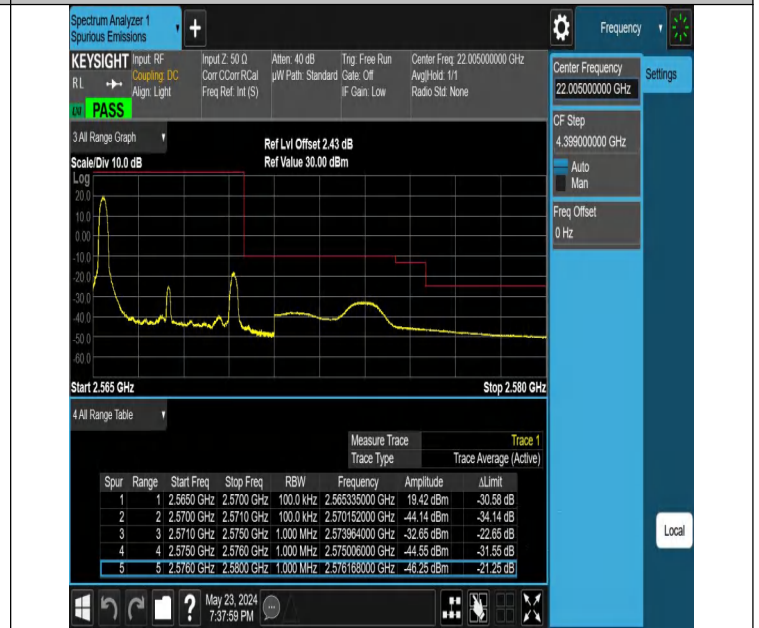 Spectrum Analyzer 1
Spurious Emissions
+
Frequency
KEYSIGHT Input: RF Input Z: 50 Ω Atten: 40 dB Trig: Free Run Center Freq: 22.005000000 GHz
RL Coupling: DC Corr CCorr RCal µW Path: Standard Gate: Off Avg|Hold: 1/1
Align: Light Freq Ref: Int (S) IF Gain: Low Radio Std: None
PASS
Center Frequency
22.005000000 GHz
Settings
CF Step
4.399000000 GHz
Auto
Man
Freq Offset
0 Hz
3 All Range Graph
Ref Lvl Offset 2.43 dB
Scale/Div 10.0 dB Ref Value 30.00 dBm
Log
20.0
10.0
0.00
-10.0
-20.0
-30.0
-40.0
-50.0
-60.0
Start 2.565 GHz Stop 2.580 GHz
4 All Range Table
Measure Trace Trace 1
Trace Type Trace Average (Active)
Spur Range Start Freq Stop Freq RBW Frequency Amplitude ΔLimit
1 1 2.5650 GHz 2.5700 GHz 100.0 kHz 2.565335000 GHz 19.42 dBm -30.58 dB
2 2 2.5700 GHz 2.5710 GHz 100.0 kHz 2.570152000 GHz -44.14 dBm -34.14 dB
3 3 2.5710 GHz 2.5750 GHz 1.000 MHz 2.573964000 GHz -32.65 dBm -22.65 dB
4 4 2.5750 GHz 2.5760 GHz 1.000 MHz 2.575006000 GHz -44.55 dBm -31.55 dB
5 5 2.5760 GHz 2.5800 GHz 1.000 MHz 2.576168000 GHz -46.25 dBm -21.25 dB
Local
? May 23, 2024
7:37:59 PM